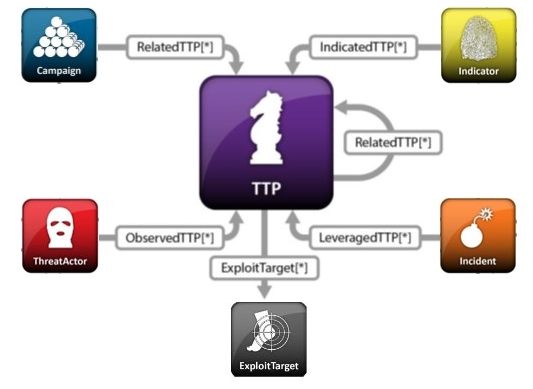 RelatedTTP[*]
IndicatedTTP[*]
Campaign
Indicator
RelatedTTP[*]
TTP
ObservedTTP[*]
LeveragedTTP[*]
ThreatActor
Incident
ExploitTarget[*]
ExploitTarget